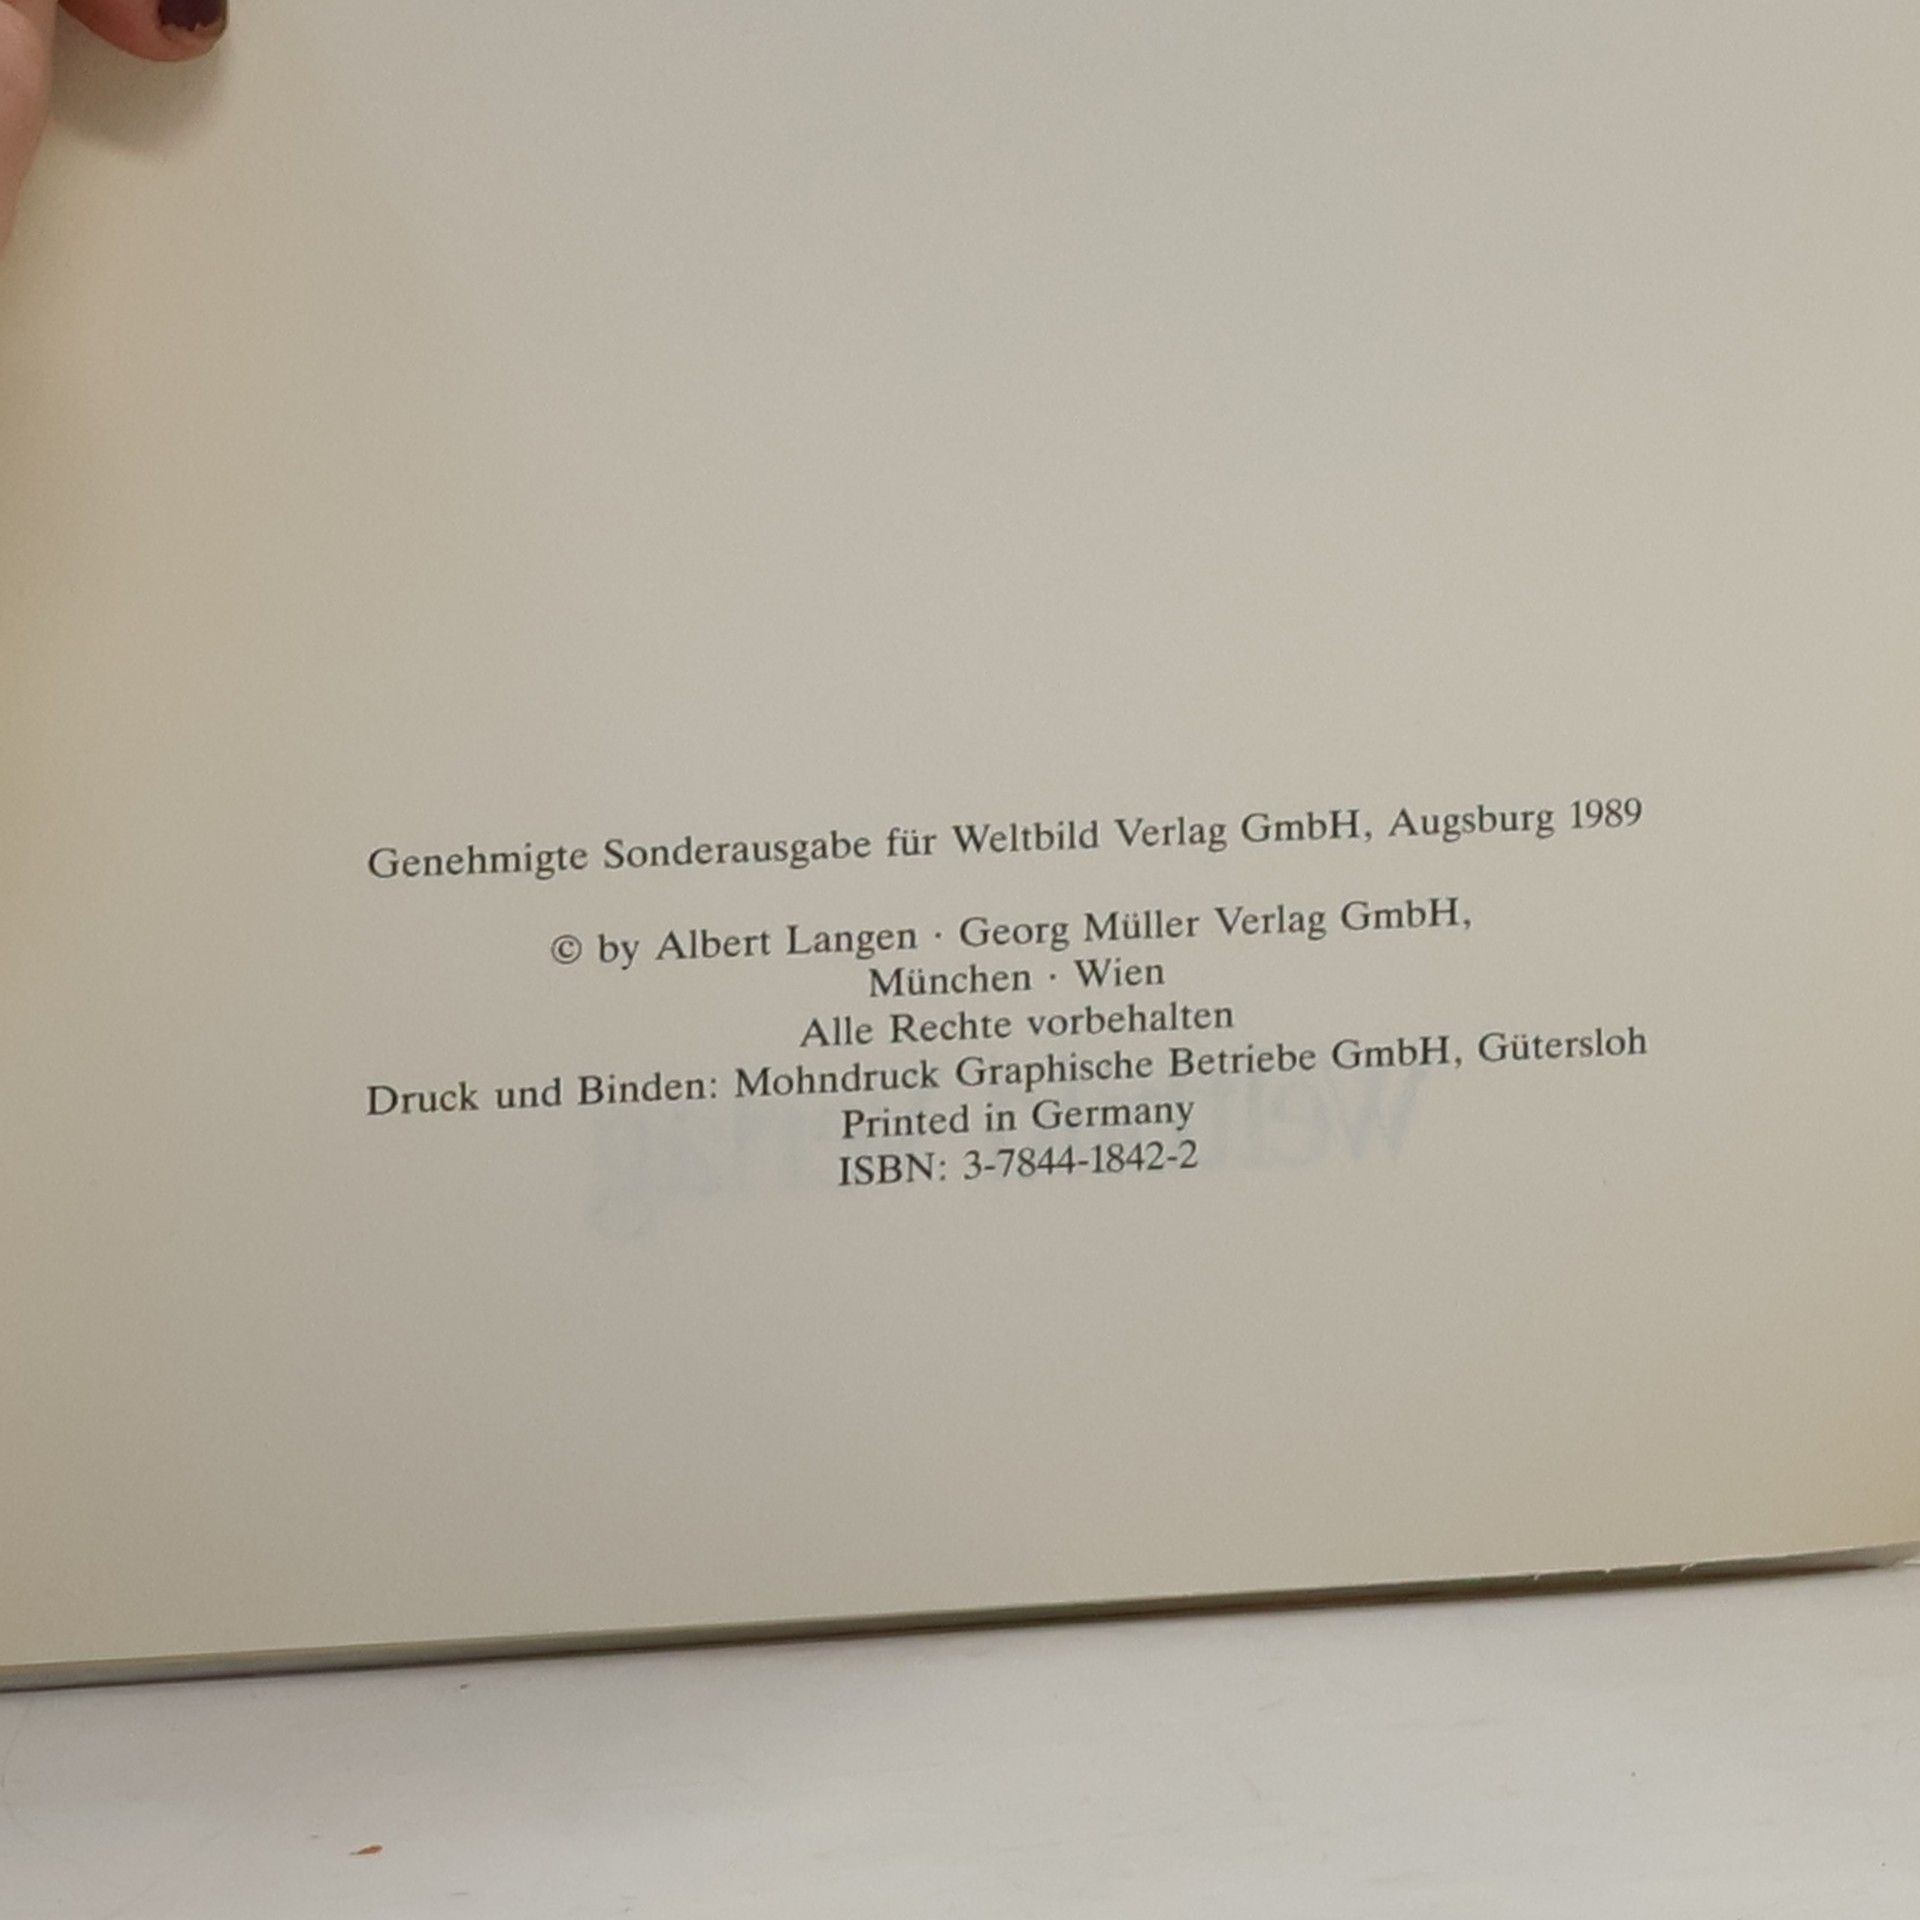 Genehmigte Sonderausgabe für Weltbild Verlag GmbH, Augsburg 1989
© by Albert Langen · Georg Müller Verlag GmbH,
München · Wien
Alle Rechte vorbehalten
Druck und Binden: Mohndruck Graphische Betriebe GmbH, Gütersloh
Printed in Germany
ISBN: 3-7844-1842-2